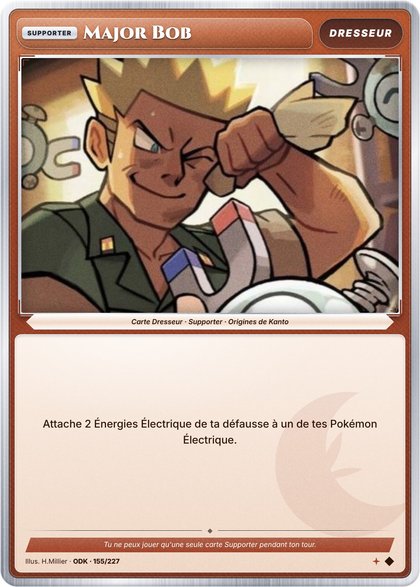 SUPPORTER
Major Bob
DRESSEUR
Carte Dresseur · Supporter · Origines de Kanto
Attache 2 Énergies Électrique de ta défausse à un de tes Pokémon
Électrique.
Tu ne peux jouer qu'une seule carte Supporter pendant ton tour.
Illus. H.Millier · ODK · 155/227